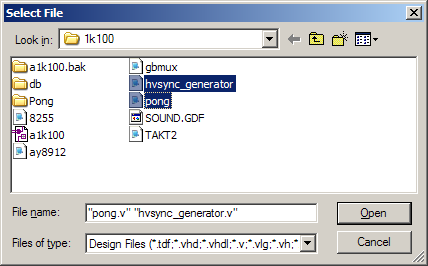 Select File
Look in: 1k100
a1k100.bak
db
Pong
8255
a1k100
ay8912
gbmux
hvsync_generator
pong
SOUND.GDF
TAKT2
File name: "pong.v" "hvsync_generator.v" Open
Files of type: Design Files (*.tdf;*.vhd;*.vhdl;*.v;*.vlg;*.vh;* Cancel